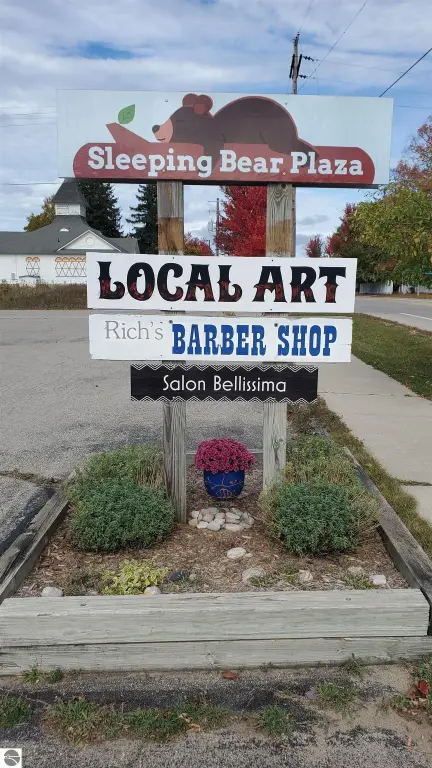 Sleeping Bear Plaza
LOCAL ART
Rich's BARBER SHOP
Salon Bellissima